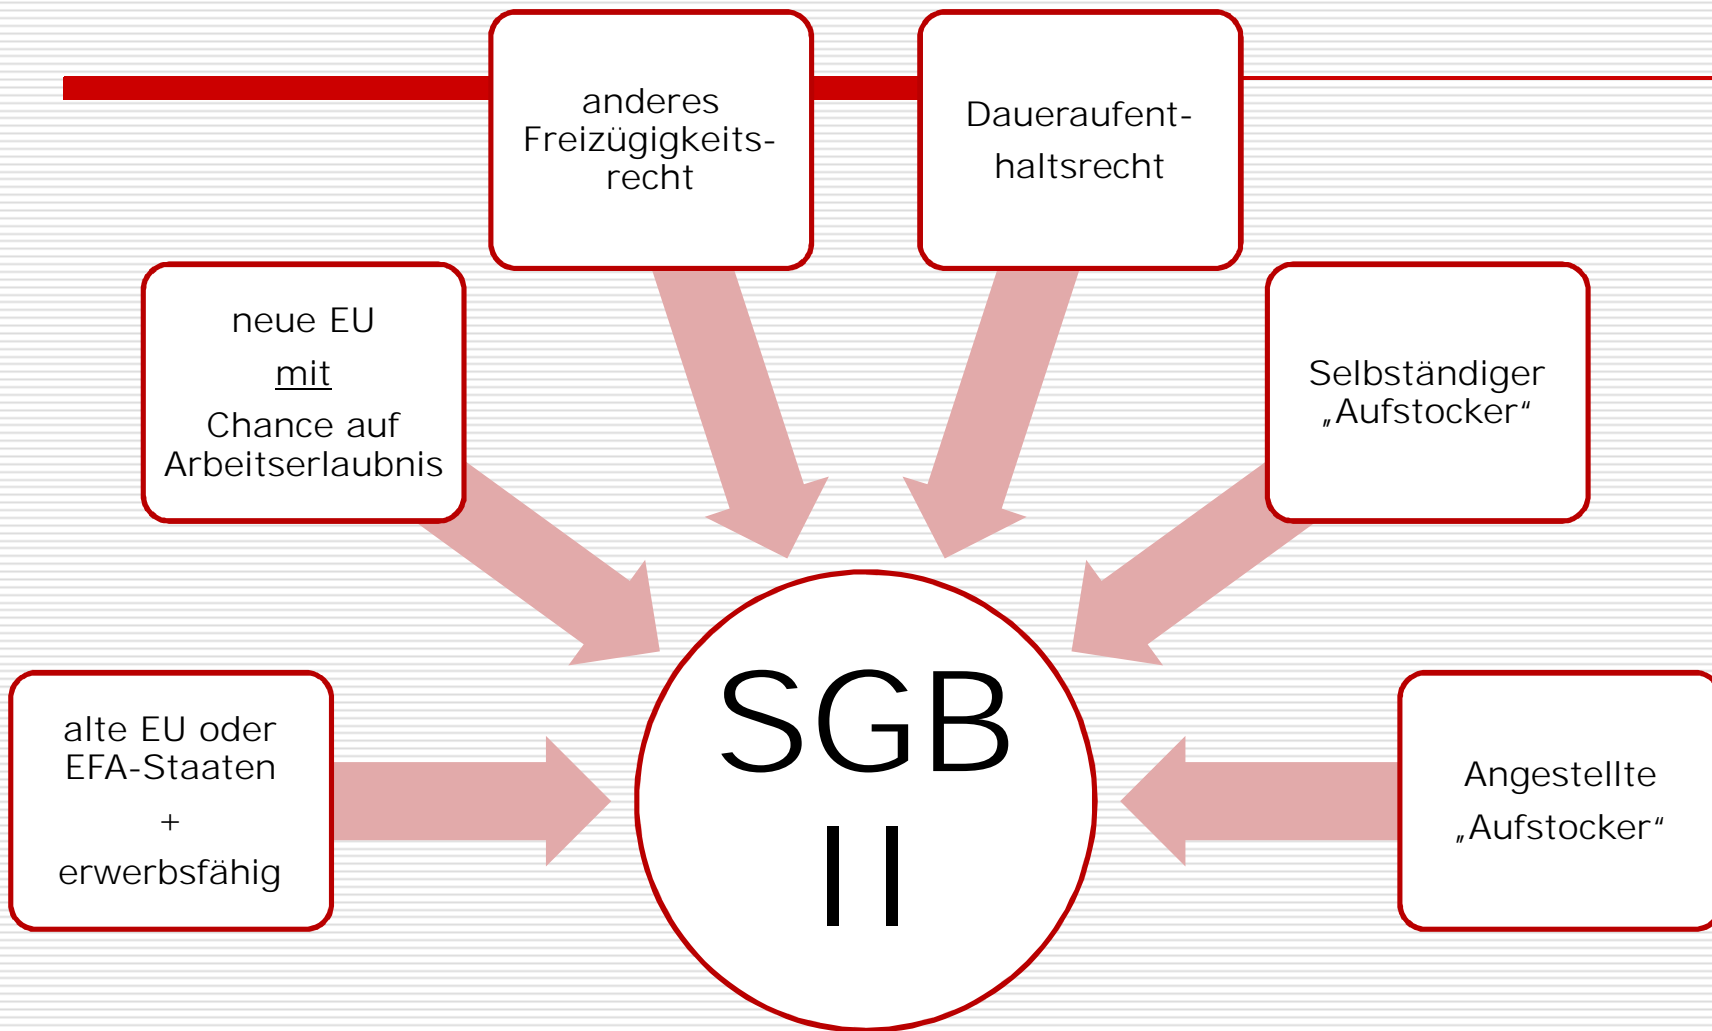 anderes
Freizügigkeits-
recht
Daueraufent-
haltsrecht
neue EU
mit
Chance auf
Arbeitserlaubnis
Selbständiger
„Aufstocker“
alte EU oder
EFA-Staaten
+
erwerbsfähig
SGB
II
Angestellte
„Aufstocker“